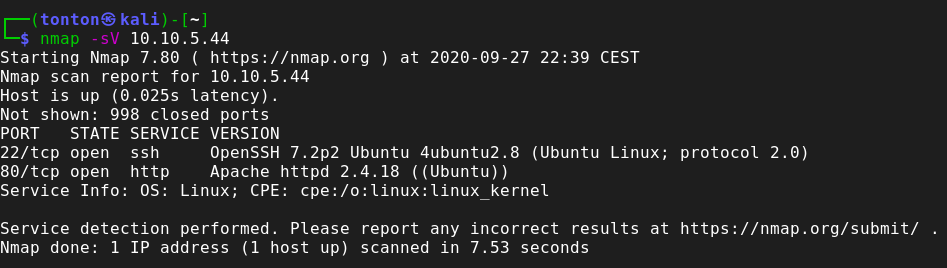 ┌──(tonton㉿kali)-[~]
└─$ nmap -sV 10.10.5.44
Starting Nmap 7.80 ( https://nmap.org ) at 2020-09-27 22:39 CEST
Nmap scan report for 10.10.5.44
Host is up (0.025s latency).
Not shown: 998 closed ports
PORT   STATE SERVICE VERSION
22/tcp open  ssh     OpenSSH 7.2p2 Ubuntu 4ubuntu2.8 (Ubuntu Linux; protocol 2.0)
80/tcp open  http    Apache httpd 2.4.18 ((Ubuntu))
Service Info: OS: Linux; CPE: cpe:/o:linux:linux_kernel
Service detection performed. Please report any incorrect results at https://nmap.org/submit/ .
Nmap done: 1 IP address (1 host up) scanned in 7.53 seconds